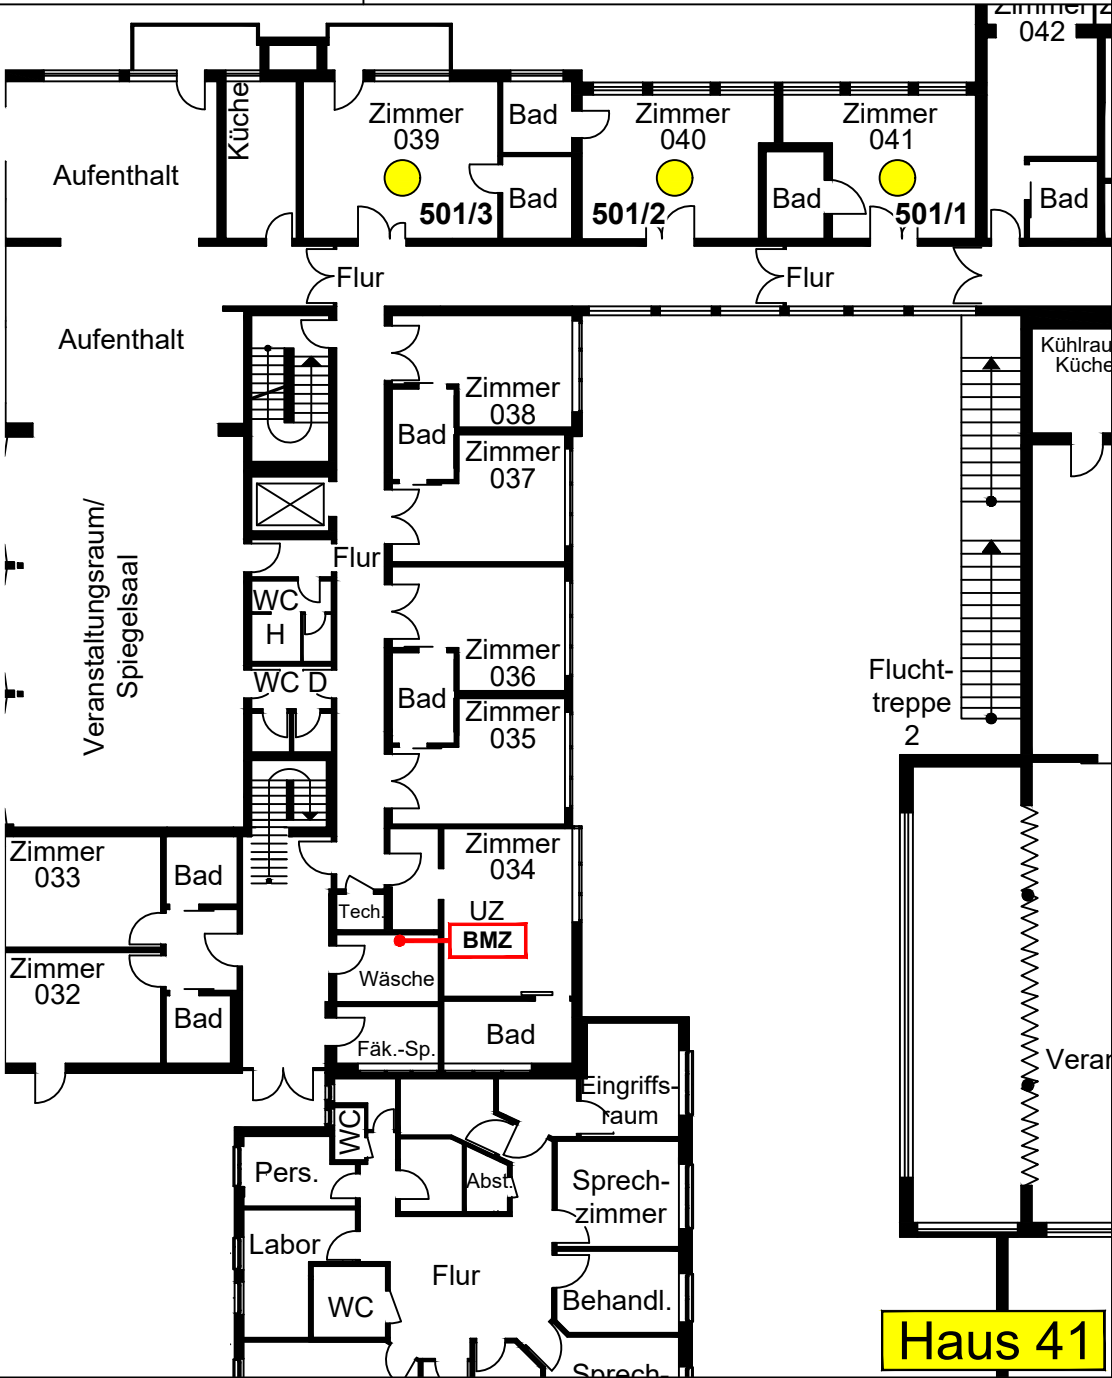 Zimmer
042
Küche
Zimmer
039
Bad
Zimmer
040
Zimmer
041
Aufenthalt
Bad
Bad
Bad
501/3
501/2
501/1
Flur
Flur
Aufenthalt
Kühlrau
Küche
Zimmer
038
Bad
Zimmer
037
Veranstaltungsraum/
Spiegelsaal
Flur
WC
H
Zimmer
036
WC D
Bad
Zimmer
035
Flucht-
treppe
2
Zimmer
033
Bad
Zimmer
034
Tech.
UZ
BMZ
Zimmer
032
Wäsche
Bad
Fäk.-Sp.
Bad
Eingriffs-
raum
Veran
WC
Pers.
Abst.
Sprech-
zimmer
Labor
Flur
WC
Behandl.
Sprech-
Haus 41